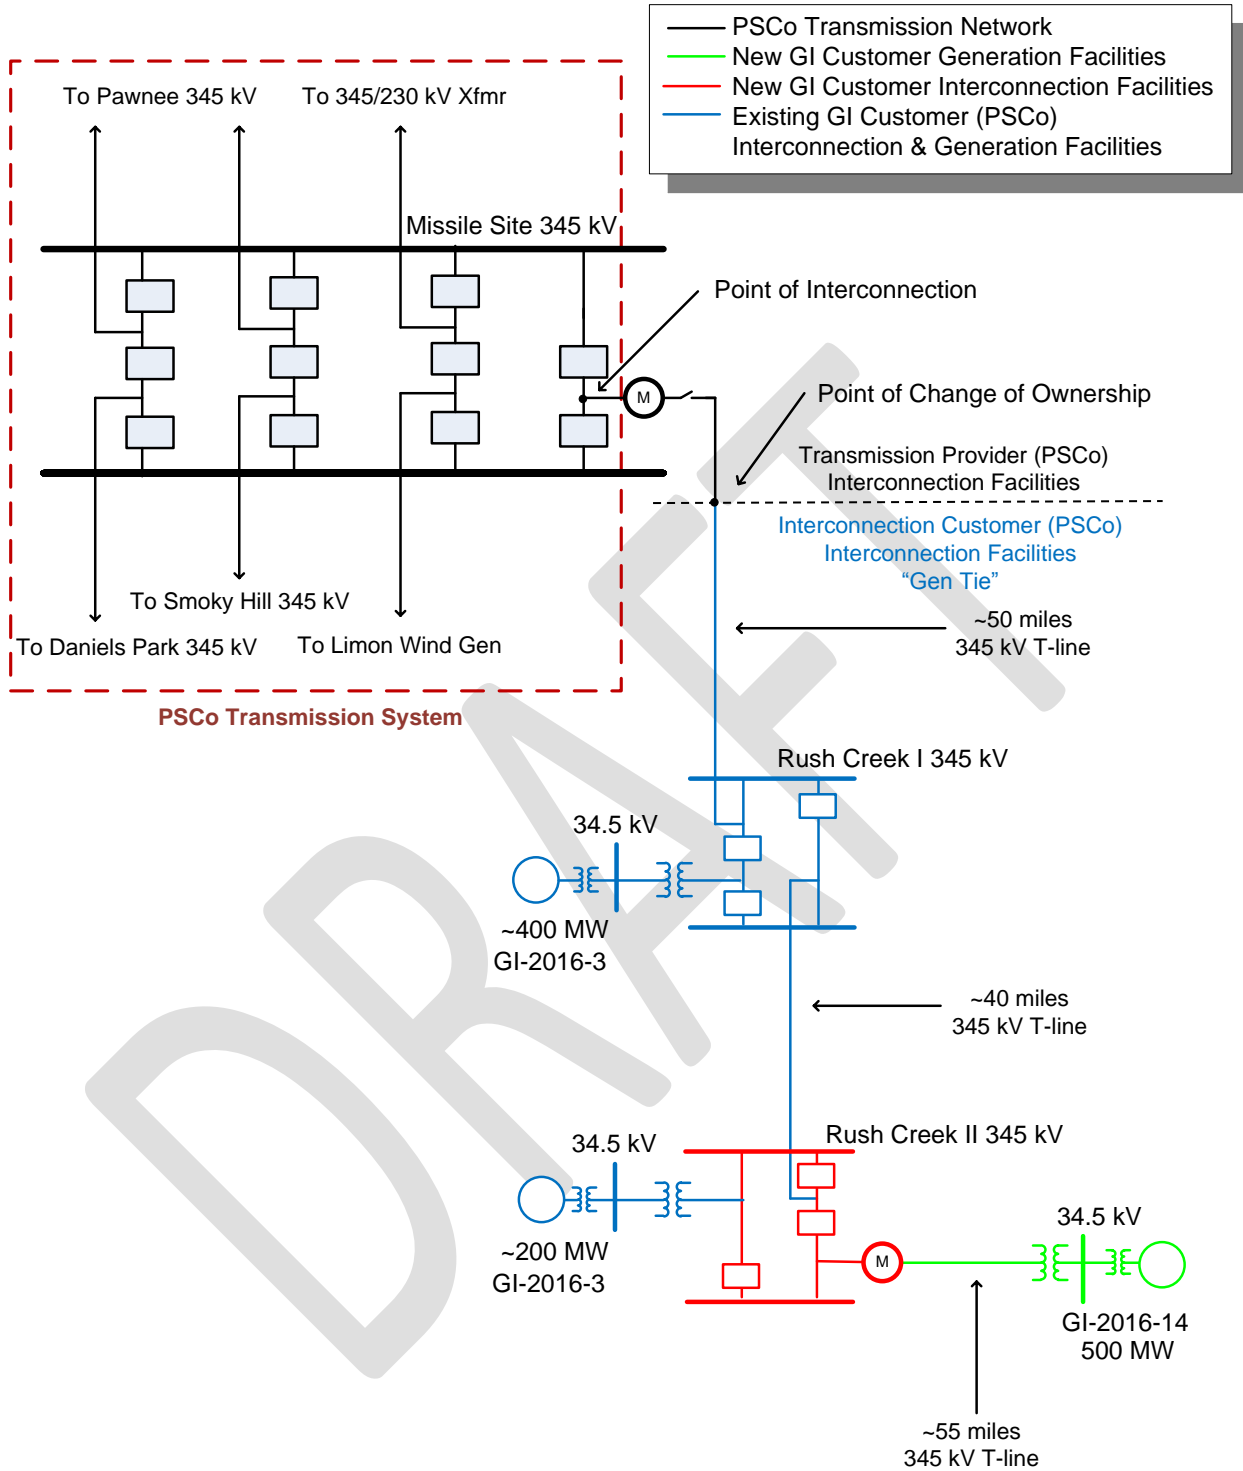 PSCo Transmission Network
New GI Customer Generation Facilities
New GI Customer Interconnection Facilities
Existing GI Customer (PSCo)
Interconnection & Generation Facilities
To Pawnee 345 kV
To 345/230 kV Xfmr
Missile Site 345 kV
Point of Interconnection
M
Point of Change of Ownership
Transmission Provider (PSCo)
Interconnection Facilities
Interconnection Customer (PSCo)
Interconnection Facilities
“Gen Tie”
To Smoky Hill 345 kV
To Daniels Park 345 kV
To Limon Wind Gen
~50 miles
345 kV T-line
PSCo Transmission System
Rush Creek I 345 kV
34.5 kV
~400 MW
GI-2016-3
~40 miles
345 kV T-line
Rush Creek II 345 kV
34.5 kV
~200 MW
GI-2016-3
34.5 kV
M
GI-2016-14
500 MW
~55 miles
345 kV T-line
DRAFT